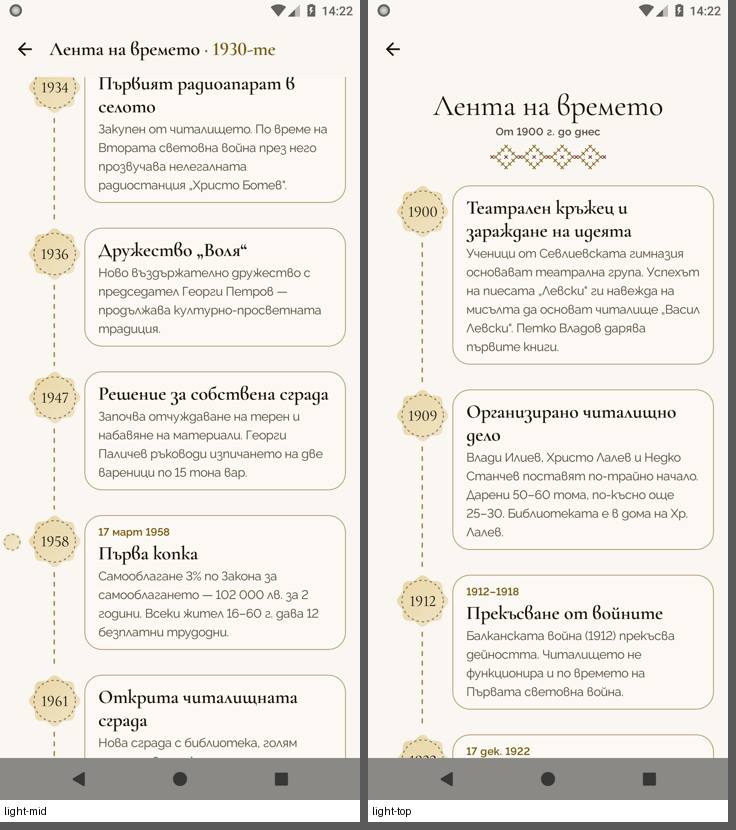 14:22
Лента на времето · 1930-те
1934
Първият радиоапарат в
селото
Закупен от читалището. По време на
Втората световна война през него
прозвучава нелегалната
радиостанция „Христо Ботев“.
1936
Дружество „Воля“
Ново въздържателно дружество с
председател Георги Петров —
продължава културно-просветната
традиция.
1947
Решение за собствена сграда
Започва отчуждаване на терен и
набавяне на материали. Георги
Паличев ръководи изпичането на две
вареници по 15 тона вар.
1958
17 март 1958
Първа копка
Самооблагане 3% по Закона за
самооблагането — 102 000 лв. за 2
години. Всеки жител 16–60 г. дава 12
безплатни трудодни.
1961
Открита читалищната
сграда
Нова сграда с библиотека, голям
light-mid
14:22
Лента на времето
От 1900 г. до днес
1900
Театрален кръжец и
зараждане на идеята
Ученици от Севлиевската гимназия
основават театрална група. Успехът
на пиесата „Левски“ ги навежда на
мисълта да основат читалище „Васил
Левски“. Петко Владов дарява
първите книги.
1909
Организирано читалищно
дело
Влади Илиев, Христо Лалев и Недко
Станчев поставят по-трайно начало.
Дарени 50–60 тома, по-късно още
25–30. Библиотеката е в дома на Хр.
Лалев.
1912
1912–1918
Прекъсване от войните
Балканската война (1912) прекъсва
дейността. Читалището не
функционира и по времето на
Първата световна война.
17 дек. 1922
light-top